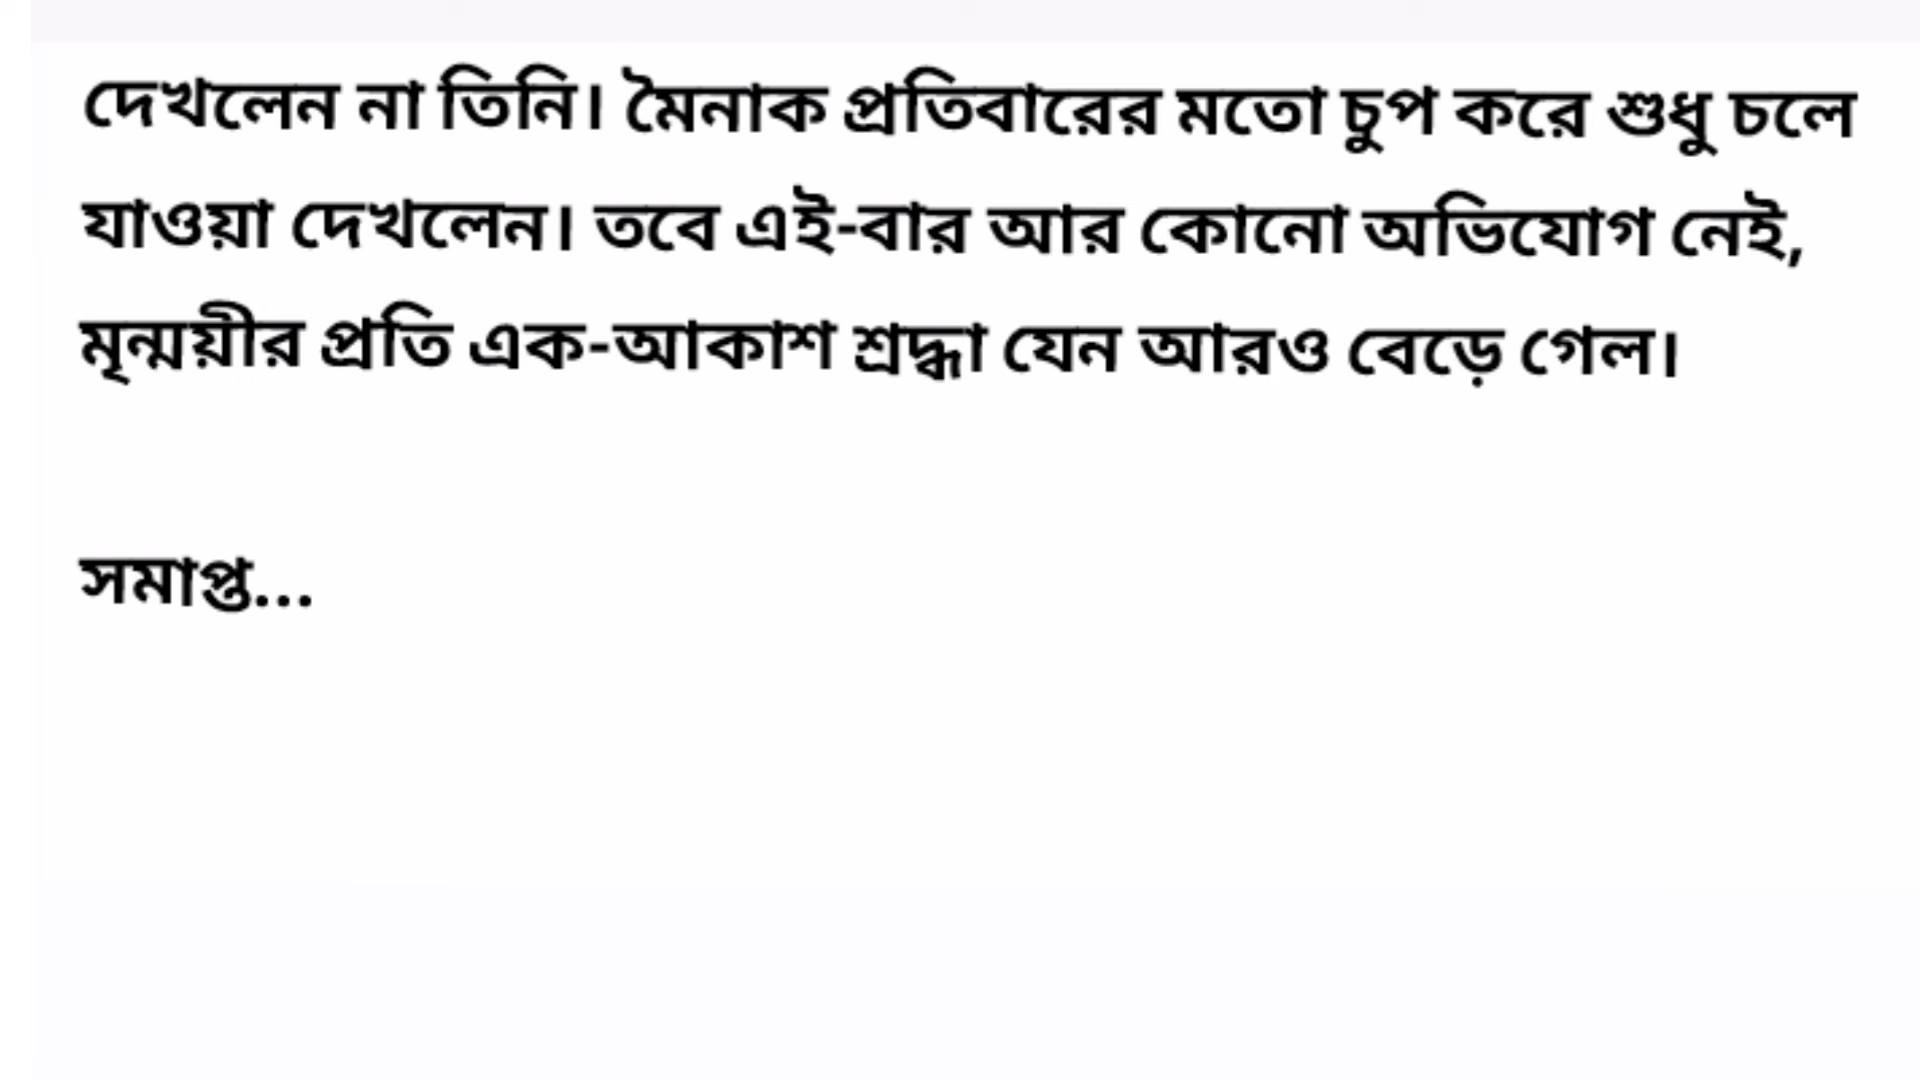 দেখলেন না তিনি। মৈনাক প্রতিবারের মতো চুপ করে শুধু চলে
যাওয়া দেখলেন। তবে এই-বার আর কোনো অভিযোগ নেই,
মৃন্ময়ীর প্রতি এক-আকাশ শ্রদ্ধা যেন আরও বেড়ে গেল।
সমাপ্ত...